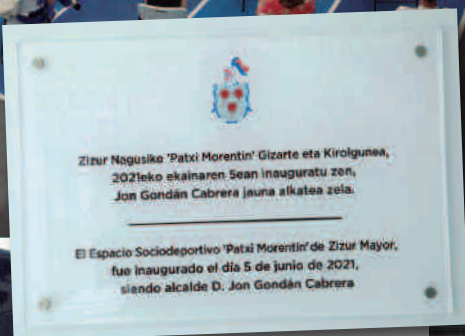 Zizur Nagusiko 'Patxi Morentin' Gizarte eta Kirolgunea,
2021eko ekainaren 5ean inauguratu zen,
Jon Gondán Cabrera jauna alkatea zela.
El Espacio Sociodeportivo 'Patxi Morentin' de Zizur Mayor,
fue inaugurado el día 5 de junio de 2021,
siendo alcalde D. Jon Gondán Cabrera